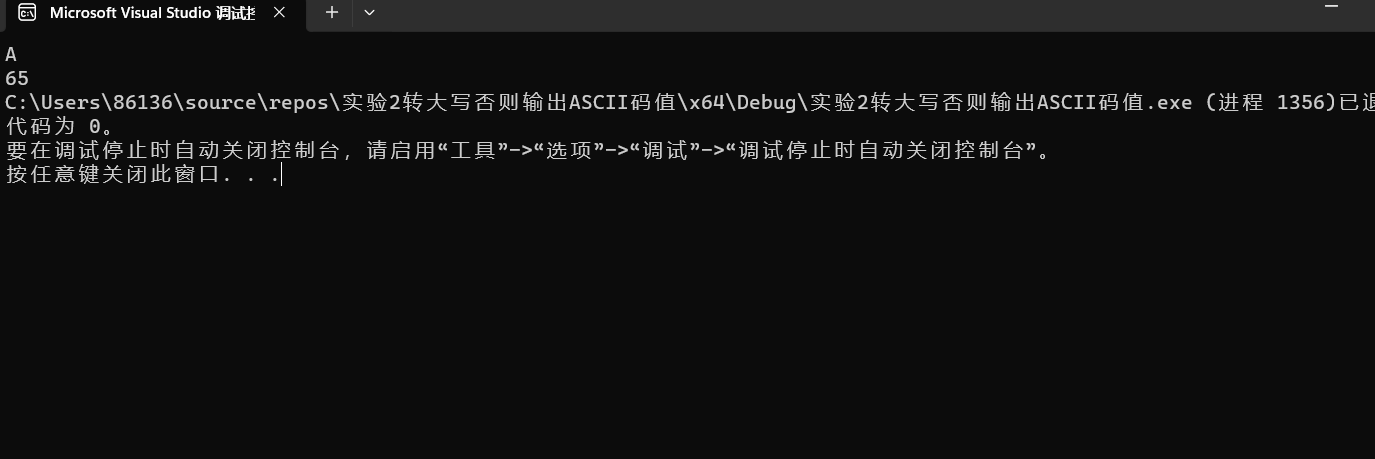 Microsoft Visual Studio 调试
A
65
C:\Users\86136\source\repos\实验2转大写否则输出ASCII码值\x64\Debug\实验2转大写否则输出ASCII码值.exe (进程 1356)已退
代码为 0。
要在调试停止时自动关闭控制台，请启用“工具”->“选项”->“调试”->“调试停止时自动关闭控制台”。
按任意键关闭此窗口. . .